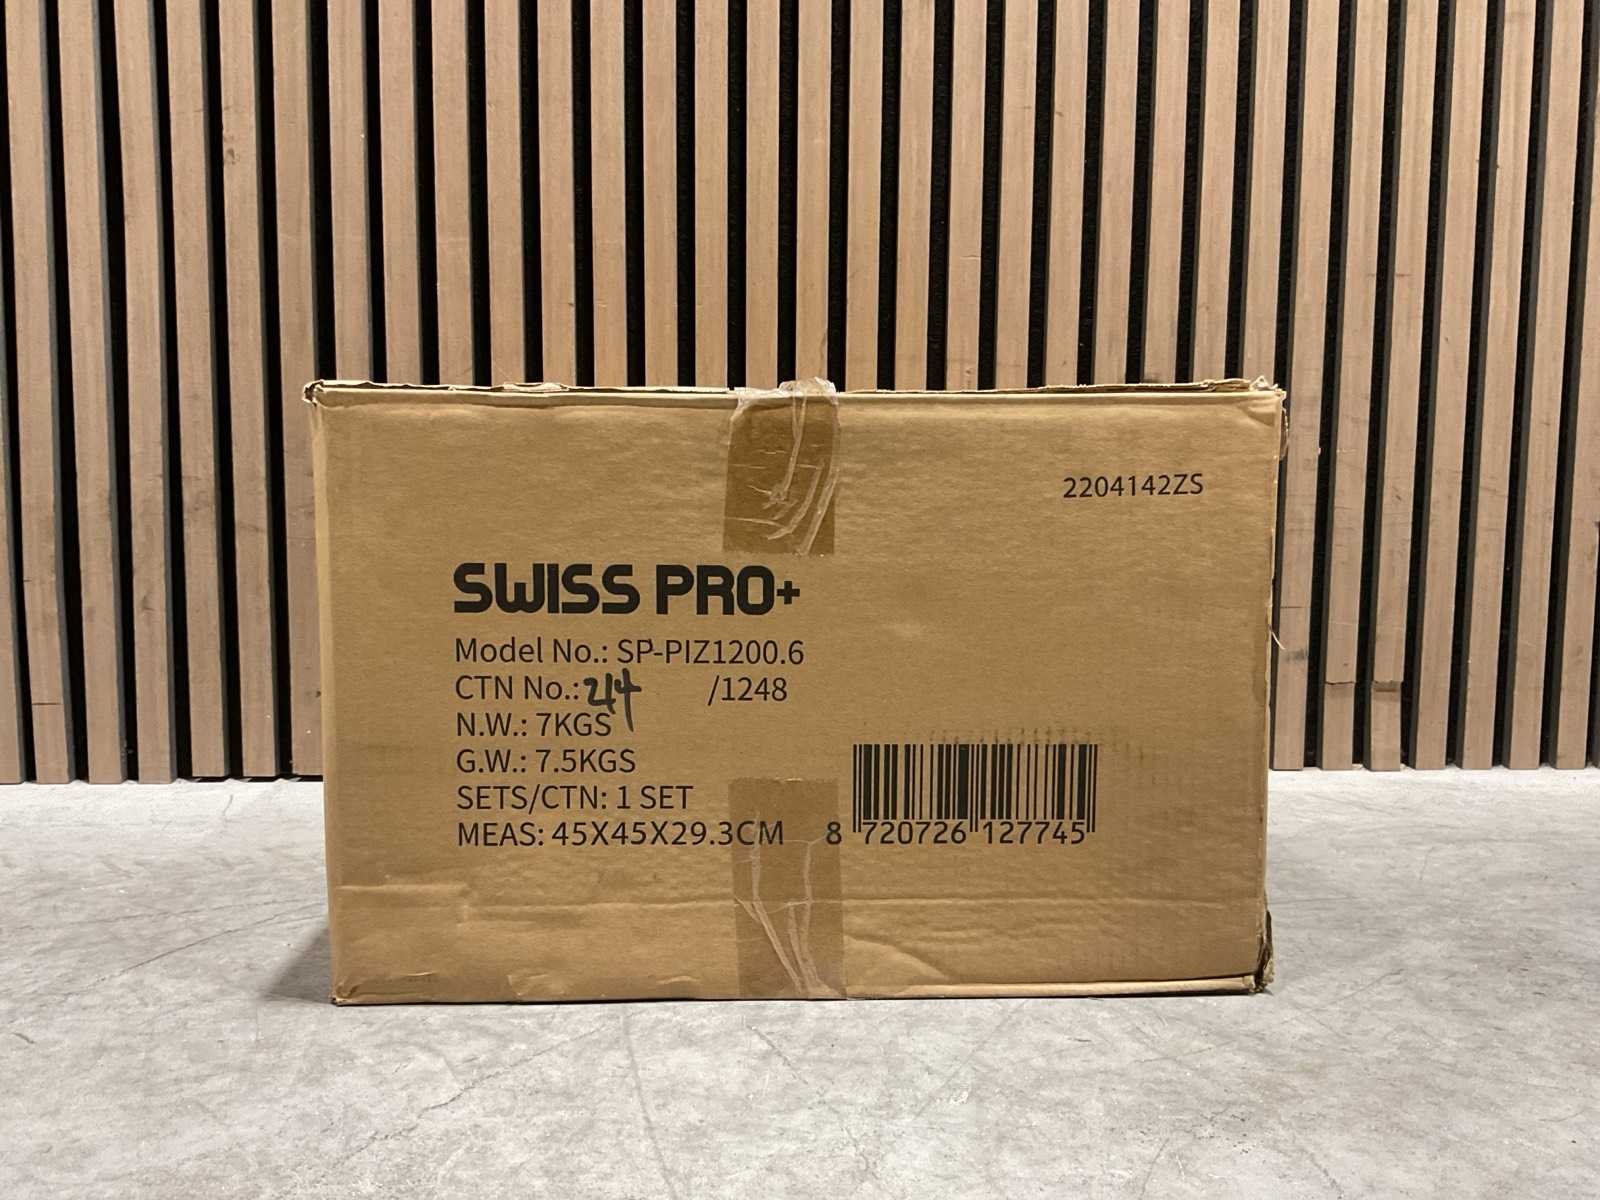 2204142ZS
SWISS PRO+
Model No.: SP-PIZ1200.6
CTN No.: 214 /1248
N.W.: 7KGS
G.W.: 7.5KGS
SETS/CTN: 1 SET
MEAS: 45X45X29.3CM
8 720726 127745